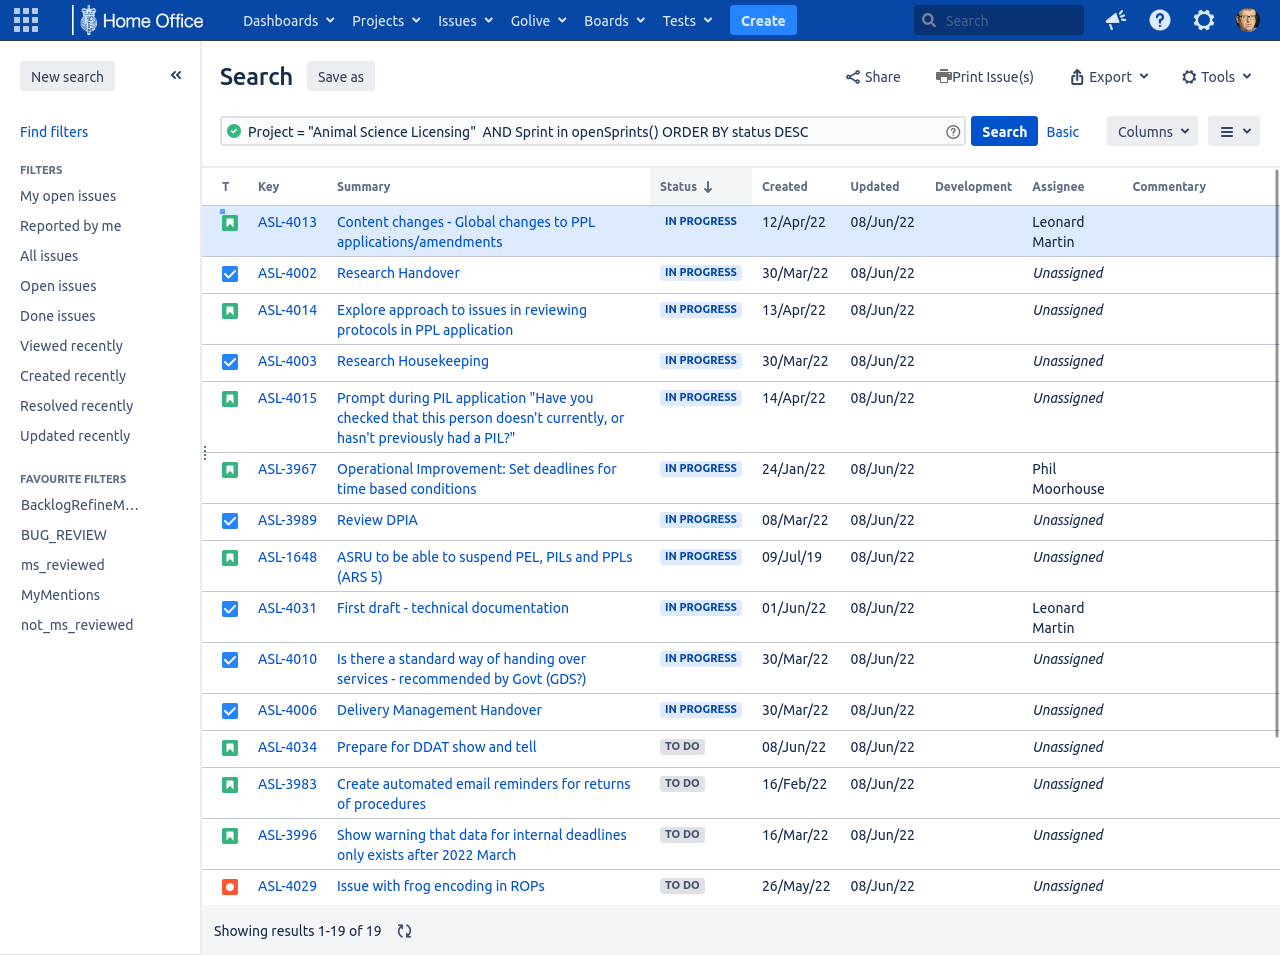 Home Office Dashboards Projects Issues Golive Boards Tests Create Search
New search
Find filters
FILTERS
My open issues
Reported by me
All issues
Open issues
Done issues
Viewed recently
Created recently
Resolved recently
Updated recently
FAVOURITE FILTERS
BacklogRefineM…
BUG_REVIEW
ms_reviewed
MyMentions
not_ms_reviewed
Search Save as Share Print Issue(s) Export Tools
Project = "Animal Science Licensing"  AND Sprint in openSprints() ORDER BY status DESC Search Basic Columns
T Key Summary Status Created Updated Development Assignee Commentary
ASL-4013 Content changes - Global changes to PPL IN PROGRESS 12/Apr/22 08/Jun/22 Leonard
applications/amendments Martin
ASL-4002 Research Handover IN PROGRESS 30/Mar/22 08/Jun/22 Unassigned
ASL-4014 Explore approach to issues in reviewing IN PROGRESS 13/Apr/22 08/Jun/22 Unassigned
protocols in PPL application
ASL-4003 Research Housekeeping IN PROGRESS 30/Mar/22 08/Jun/22 Unassigned
ASL-4015 Prompt during PIL application "Have you IN PROGRESS 14/Apr/22 08/Jun/22 Unassigned
checked that this person doesn't currently, or
hasn't previously had a PIL?"
ASL-3967 Operational Improvement: Set deadlines for IN PROGRESS 24/Jan/22 08/Jun/22 Phil
time based conditions Moorhouse
ASL-3989 Review DPIA IN PROGRESS 08/Mar/22 08/Jun/22 Unassigned
ASL-1648 ASRU to be able to suspend PEL, PILs and PPLs IN PROGRESS 09/Jul/19 08/Jun/22 Unassigned
(ARS 5)
ASL-4031 First draft - technical documentation IN PROGRESS 01/Jun/22 08/Jun/22 Leonard
Martin
ASL-4010 Is there a standard way of handing over IN PROGRESS 30/Mar/22 08/Jun/22 Unassigned
services - recommended by Govt (GDS?)
ASL-4006 Delivery Management Handover IN PROGRESS 30/Mar/22 08/Jun/22 Unassigned
ASL-4034 Prepare for DDAT show and tell TO DO 08/Jun/22 08/Jun/22 Unassigned
ASL-3983 Create automated email reminders for returns TO DO 16/Feb/22 08/Jun/22 Unassigned
of procedures
ASL-3996 Show warning that data for internal deadlines TO DO 16/Mar/22 08/Jun/22 Unassigned
only exists after 2022 March
ASL-4029 Issue with frog encoding in ROPs TO DO 26/May/22 08/Jun/22 Unassigned
Showing results 1-19 of 19